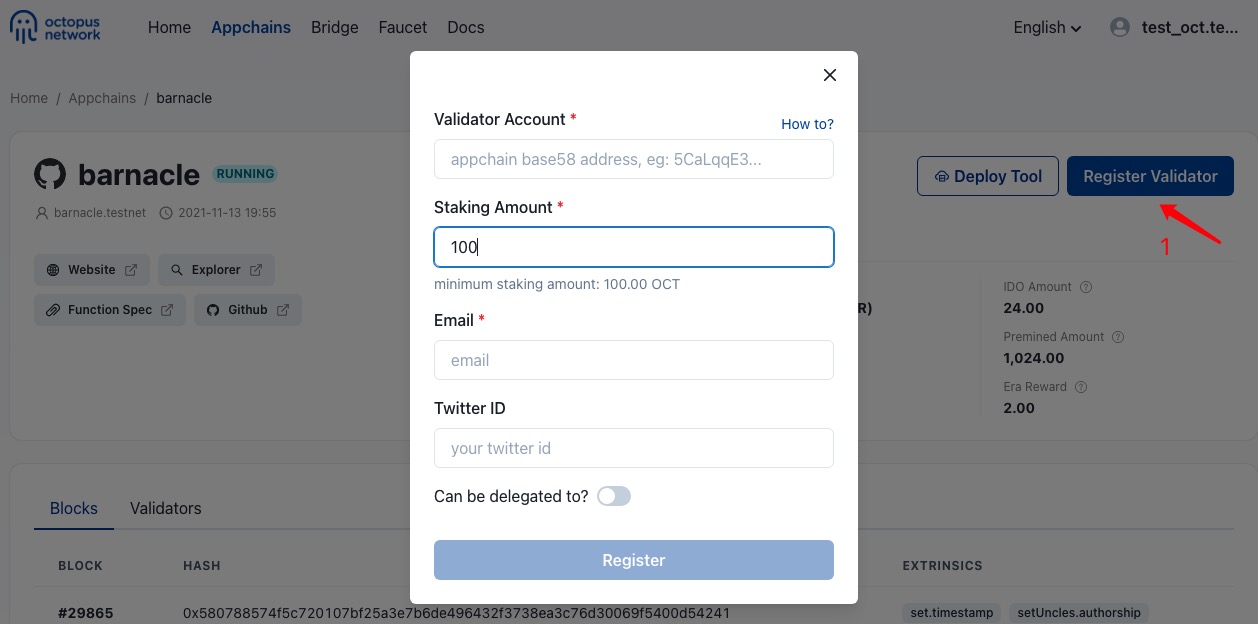 octopus
network
Home Appchains Bridge Faucet Docs
English
test_oct.te...
Home / Appchains / barnacle
barnacle RUNNING
barnacle.testnet 2021-11-13 19:55
Website
Explorer
Function Spec
Github
Deploy Tool
Register Validator
1
R)
IDO Amount ?
24.00
Premined Amount ?
1,024.00
Era Reward ?
2.00
Validator Account *
How to?
appchain base58 address, eg: 5CaLqqE3...
Staking Amount *
100
minimum staking amount: 100.00 OCT
Email *
email
Twitter ID
your twitter id
Can be delegated to?
Register
Blocks Validators
BLOCK HASH EXTRINSICS
#29865 0x580788574f5c720107bf25a3e7b6de496432f3738ea3c76d30069f5400d54241 set.timestamp setUncles.authorship